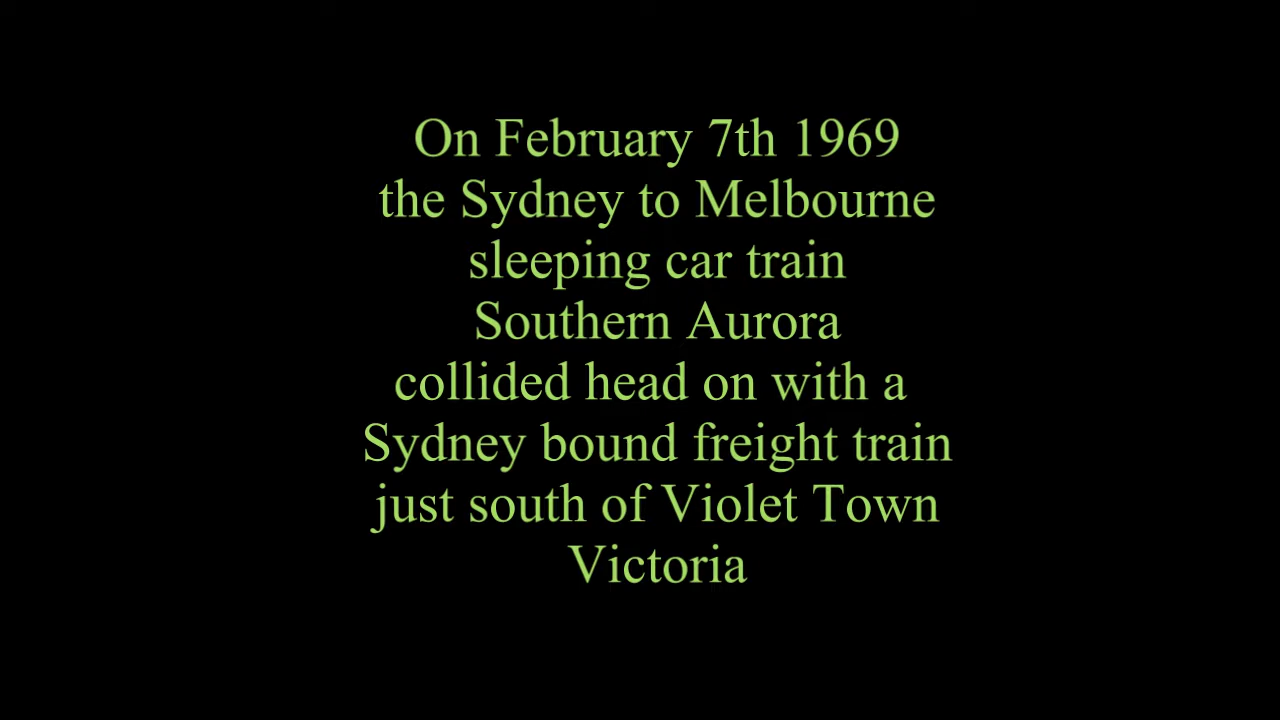 On February 7th 1969
the Sydney to Melbourne
sleeping car train
Southern Aurora
collided head on with a
Sydney bound freight train
just south of Violet Town
Victoria